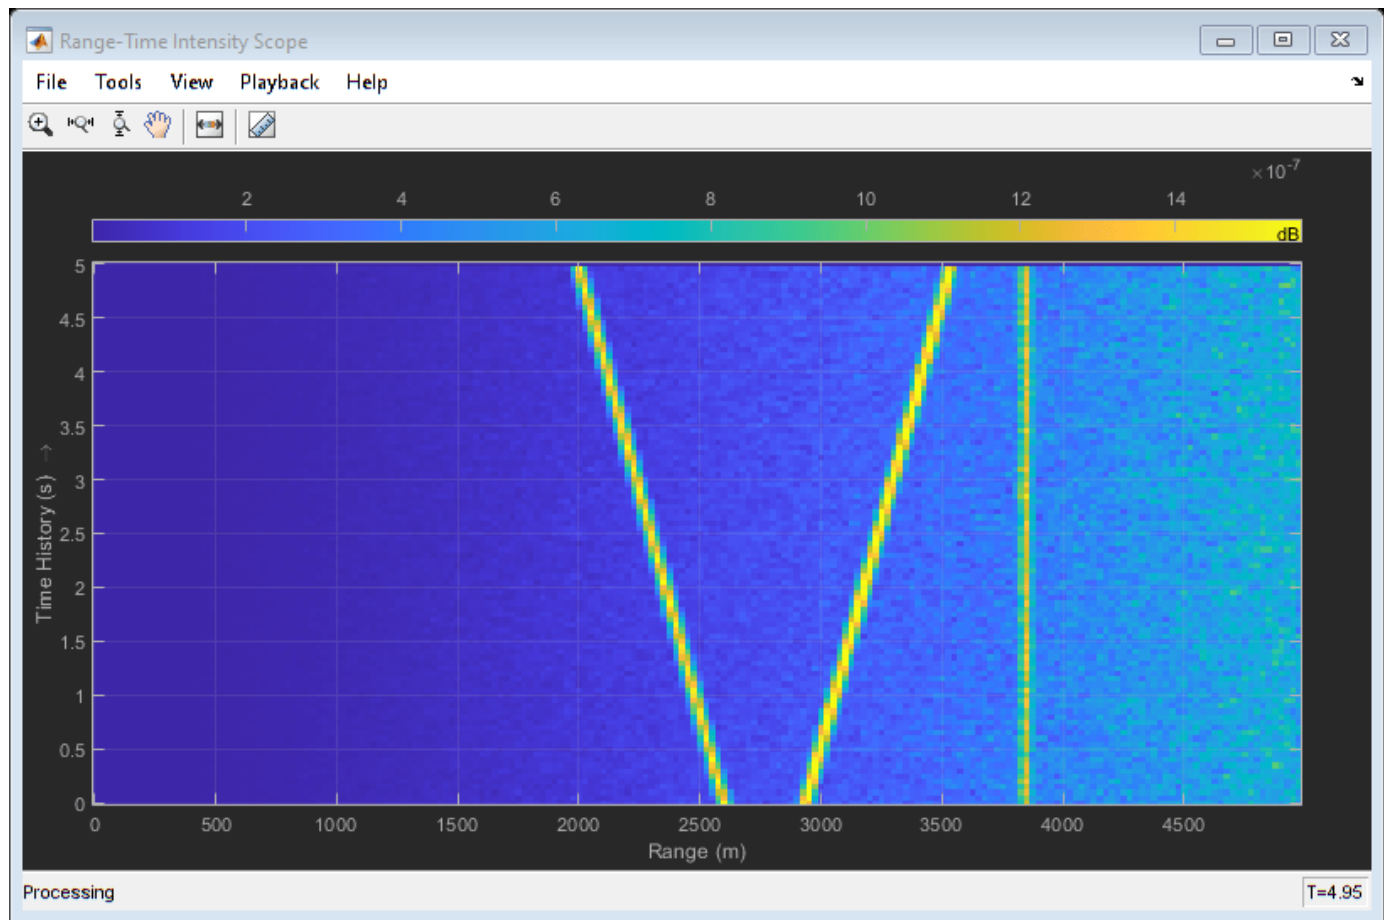 Range-Time Intensity Scope
File Tools View Playback Help
×10-7
2 4 6 8 10 12 14
dB
5
4.5
4
3.5
3
2.5
2
1.5
1
0.5
0
Time History (s) →
0 500 1000 1500 2000 2500 3000 3500 4000 4500
Range (m)
Processing T=4.95